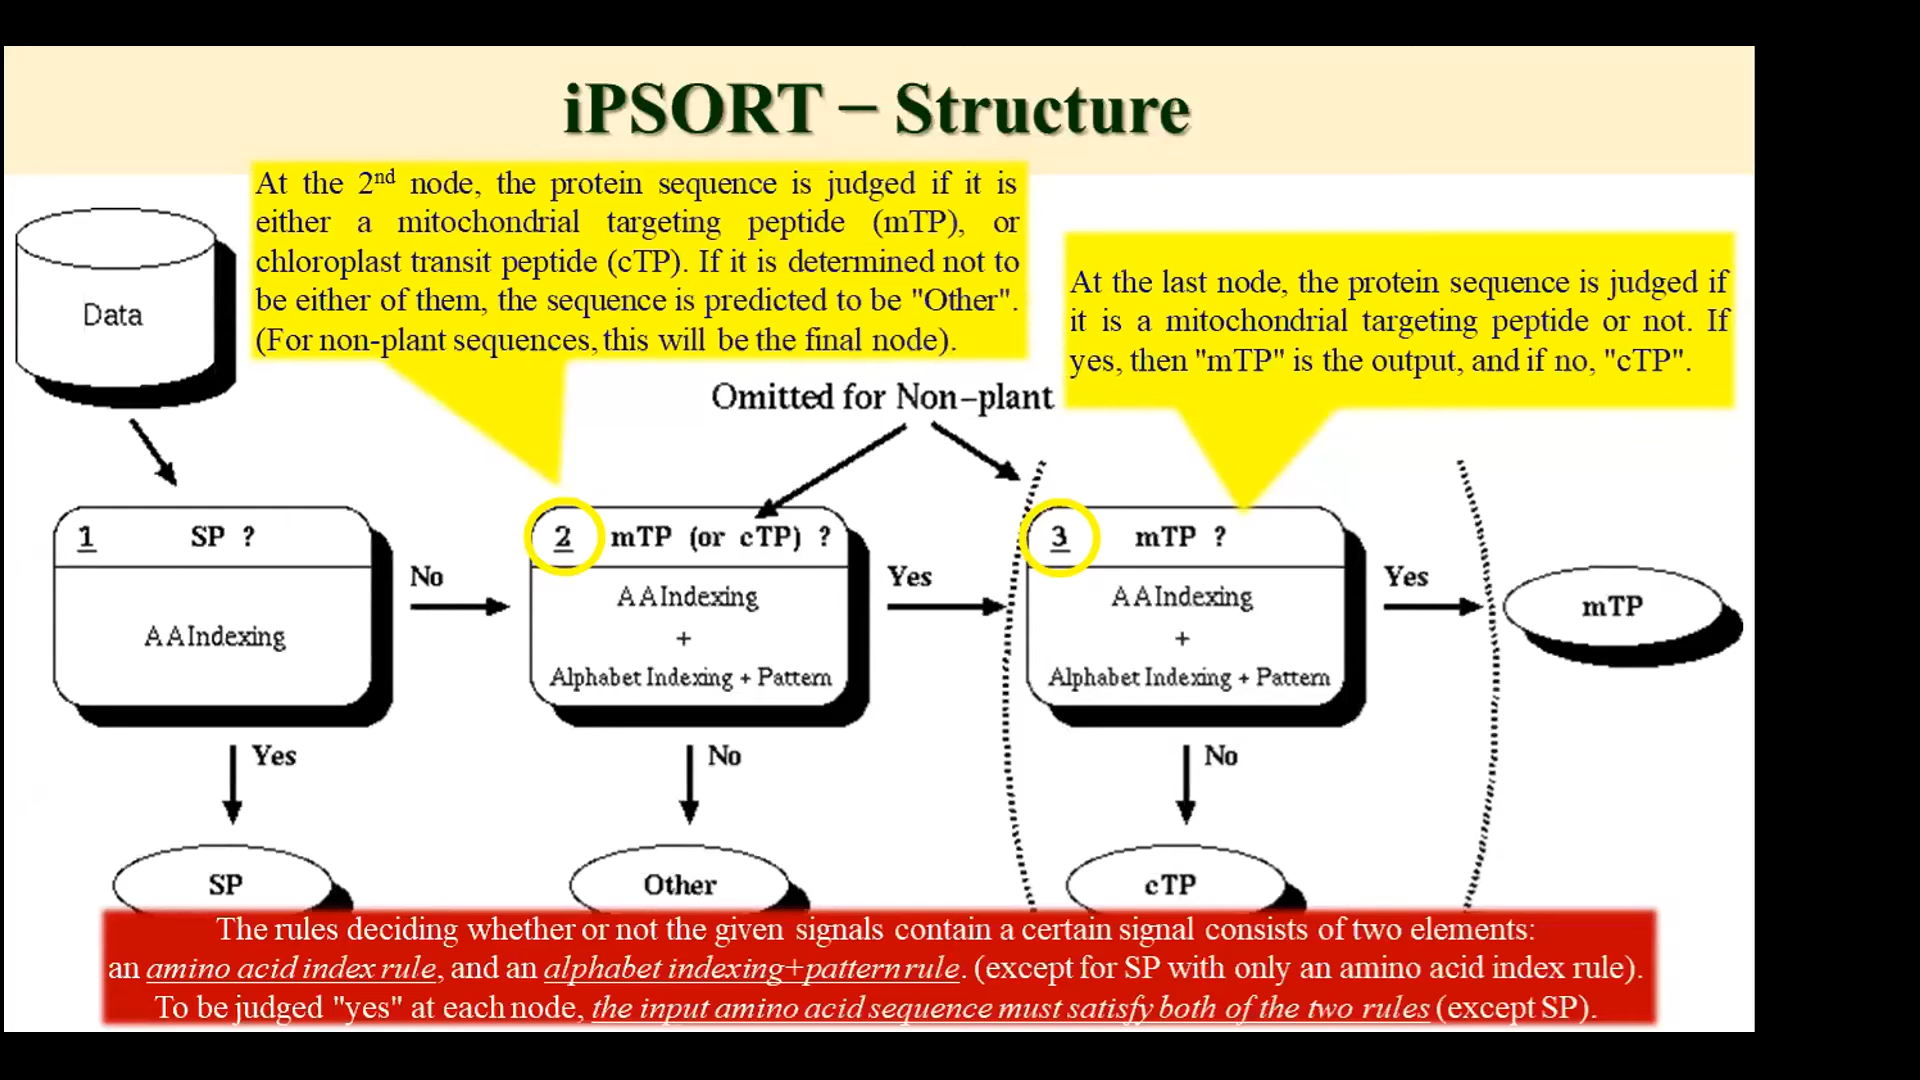 iPSORT – Structure
At the 2nd node, the protein sequence is judged if it is
either a mitochondrial targeting peptide (mTP), or
chloroplast transit peptide (cTP). If it is determined not to
be either of them, the sequence is predicted to be "Other".
(For non-plant sequences, this will be the final node).
At the last node, the protein sequence is judged if
it is a mitochondrial targeting peptide or not. If
yes, then "mTP" is the output, and if no, "cTP".
Data
Omitted for Non-plant
1 SP ?
AAIndexing
No
2 mTP (or cTP) ?
AAIndexing
+
Alphabet Indexing + Pattern
Yes
3 mTP ?
AAIndexing
+
Alphabet Indexing + Pattern
Yes
mTP
Yes
No
No
SP
Other
cTP
The rules deciding whether or not the given signals contain a certain signal consists of two elements:
an amino acid index rule, and an alphabet indexing+pattern rule. (except for SP with only an amino acid index rule).
To be judged "yes" at each node, the input amino acid sequence must satisfy both of the two rules (except SP).